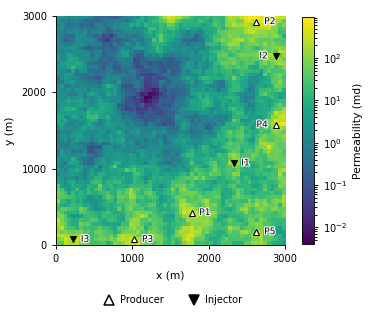 3000
P2
I2
10²
2000
10¹
P4
y (m)
Permeability (md)
10⁰
1000
I1
10⁻¹
P1
P5
10⁻²
I3
P3
0
0
1000
2000
3000
x (m)
Producer
Injector